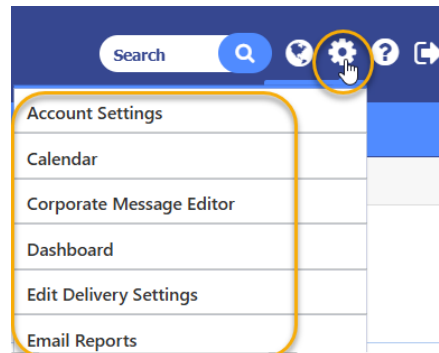 Search
?
Account Settings
Calendar
Corporate Message Editor
Dashboard
Edit Delivery Settings
Email Reports